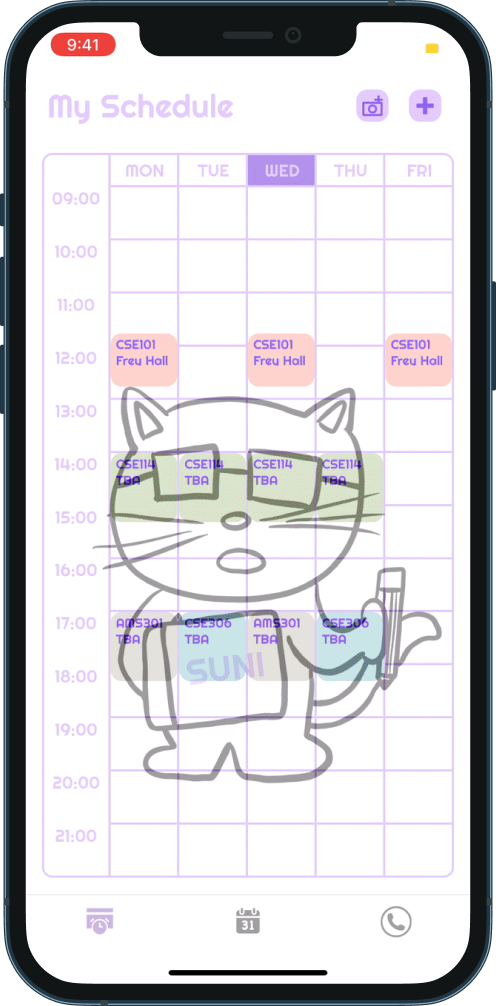 9:41
My Schedule
MON TUE WED THU FRI
09:00
10:00
11:00
12:00
CSE101 CSE101 CSE101
Frey Hall Frey Hall Frey Hall
13:00
14:00
CSE114 CSE114 CSE114 CSE114
TBA TBA TBA TBA
15:00
16:00
17:00
AMS301 CSE306 AMS301 CSE306
TBA TBA TBA TBA
SUNI
18:00
19:00
20:00
21:00
31